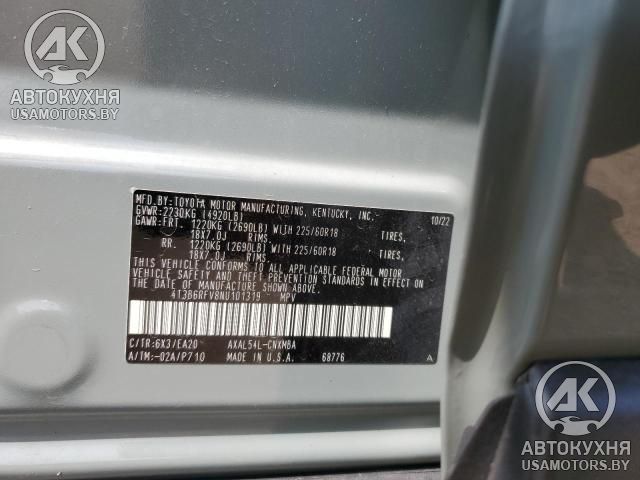 АК
АВТОКУХНЯ
USAMOTORS.BY
MFD.BY:TOYOTA MOTOR MANUFACTURING, KENTUCKY, INC. 10/22
GVWR:2230KG (4920LB)
GAWR:FRT 1220KG (2690LB) WITH 225/60R18 TIRES,
18X7.0J RIMS.
RR. 1220KG (2690LB) WITH 225/60R18 TIRES,
18X7.0J RIMS.
THIS VEHICLE CONFORMS TO ALL APPLICABLE FEDERAL MOTOR
VEHICLE SAFETY AND THEFT PREVENTION STANDARDS IN EFFECT
ON THE DATE OF MANUFACTURE SHOWN ABOVE.
4T3B6RFV8NU101319 MPV
C/TR:6X3/EA20 AXAL54L-CNXMBA
A/TM:-02A/P710 MADE IN U.S.A. 68776 A
АК
АВТОКУХНЯ
USAMOTORS.BY